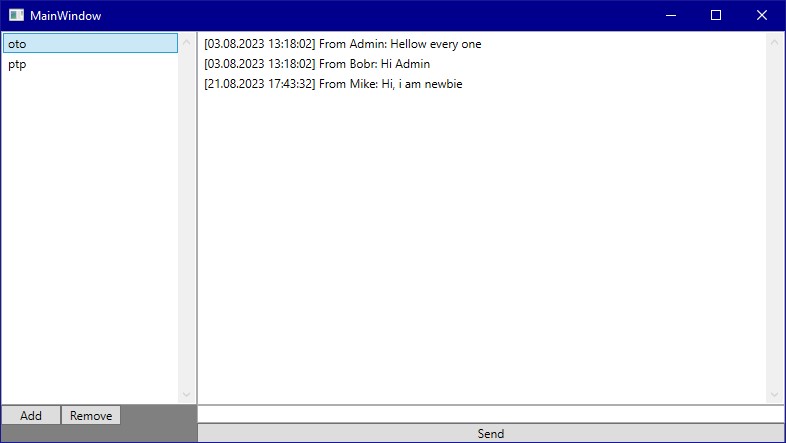 MainWindow
oto
ptp
[03.08.2023 13:18:02] From Admin: Hellow every one
[03.08.2023 13:18:02] From Bobr: Hi Admin
[21.08.2023 17:43:32] From Mike: Hi, i am newbie
Add Remove
Send